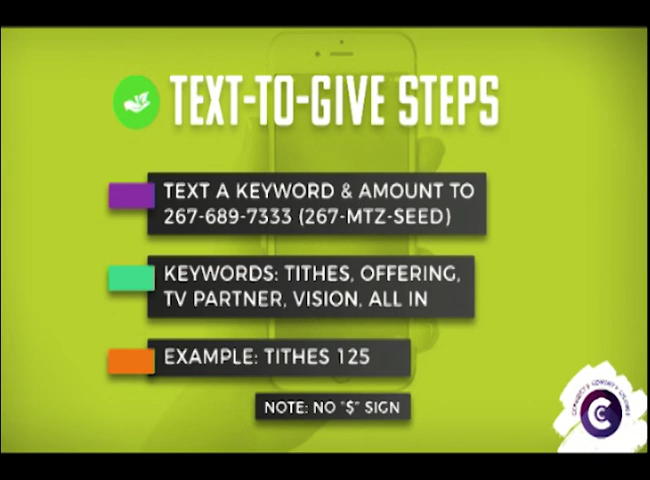 TEXT-TO-GIVE STEPS
TEXT A KEYWORD & AMOUNT TO
267-689-7333 (267-MTZ-SEED)
KEYWORDS: TITHES, OFFERING,
TV PARTNER, VISION, ALL IN
EXAMPLE: TITHES 125
NOTE: NO "$" SIGN